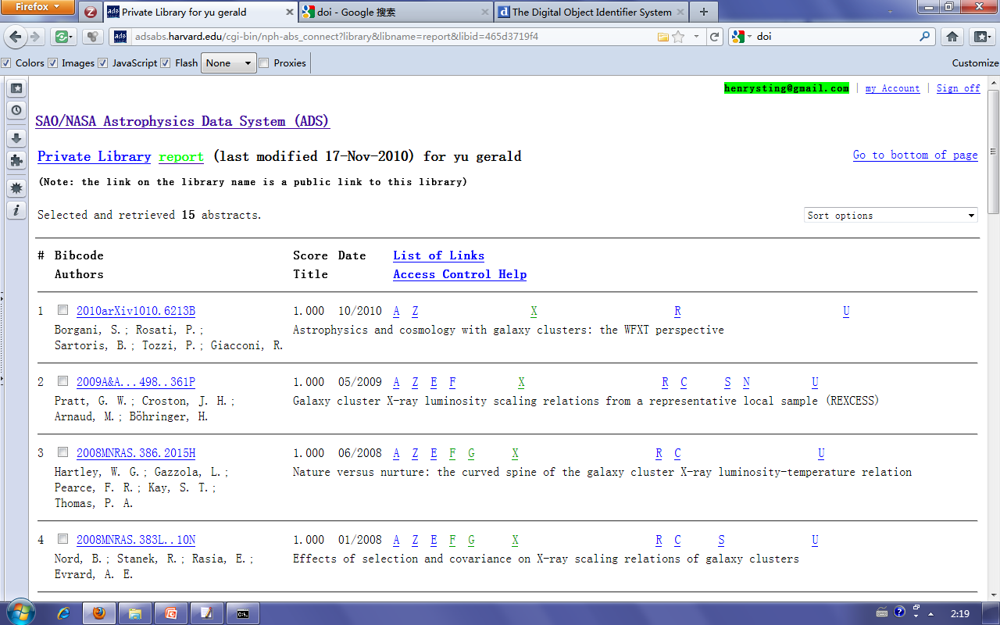 Firefox
Private Library for yu gerald
doi - Google 搜索
The Digital Object Identifier System
adsabs.harvard.edu/cgi-bin/nph-abs_connect?library&libname=report&libid=465d3719f4
doi
Colors Images JavaScript Flash None Proxies Customize
henrysting@gmail.com | my Account | Sign off
SAO/NASA Astrophysics Data System (ADS)
Private Library report (last modified 17-Nov-2010) for yu gerald
Go to bottom of page
(Note: the link on the library name is a public link to this library)
Selected and retrieved 15 abstracts.
Sort options
# Bibcode Score Date List of Links
Authors Title Access Control Help
1 2010arXiv1010.6213B 1.000 10/2010 A Z X R U
Borgani, S.; Rosati, P.; Astrophysics and cosmology with galaxy clusters: the WFXT perspective
Sartoris, B.; Tozzi, P.; Giacconi, R.
2 2009A&A...498..361P 1.000 05/2009 A Z E F X R C S N U
Pratt, G. W.; Croston, J. H.; Galaxy cluster X-ray luminosity scaling relations from a representative local sample (REXCESS)
Arnaud, M.; Böhringer, H.
3 2008MNRAS.386.2015H 1.000 06/2008 A Z E F G X R C U
Hartley, W. G.; Gazzola, L.; Nature versus nurture: the curved spine of the galaxy cluster X-ray luminosity-temperature relation
Pearce, F. R.; Kay, S. T.;
Thomas, P. A.
4 2008MNRAS.383L..10N 1.000 01/2008 A Z E F G X R C S U
Nord, B.; Stanek, R.; Rasia, E.; Effects of selection and covariance on X-ray scaling relations of galaxy clusters
Evrard, A. E.
2:19